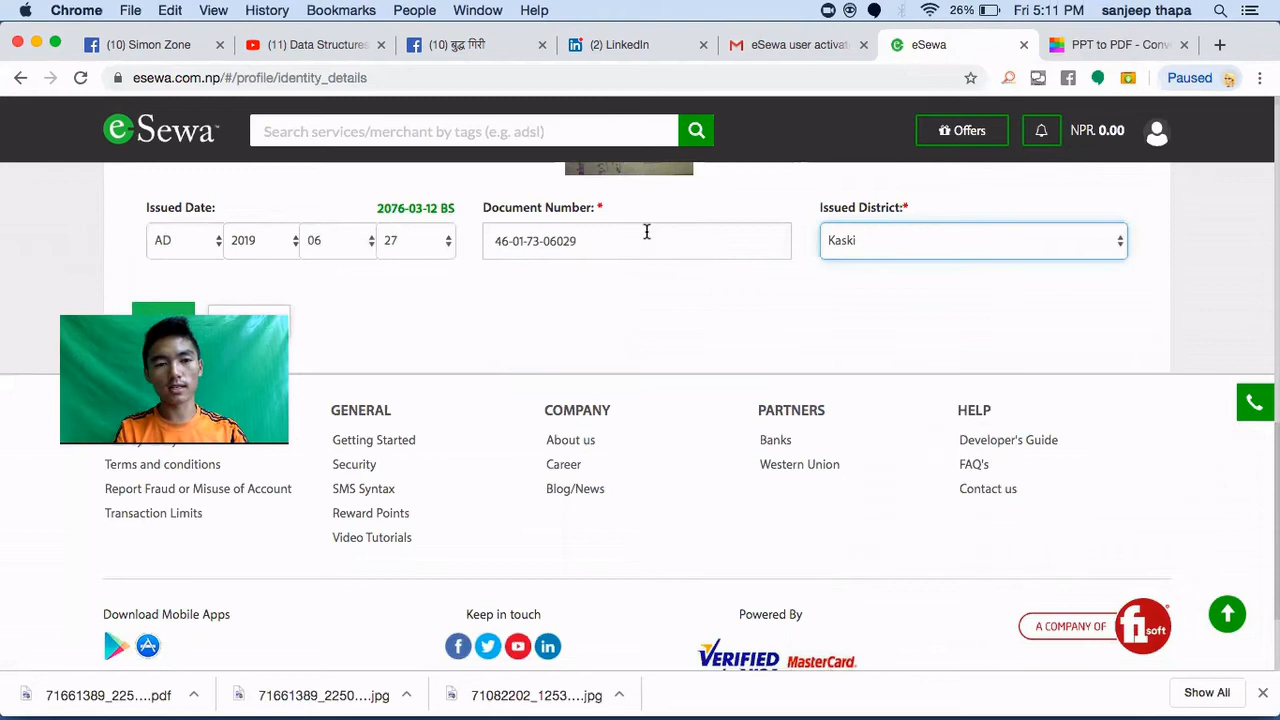 Chrome File Edit View History Bookmarks People Window Help 26% Fri 5:11 PM sanjeep thapa
(10) Simon Zone (11) Data Structures (10) बुद्ध गिरी (2) LinkedIn eSewa user activat eSewa PPT to PDF - Conv
esewa.com.np/#/profile/identity_details Paused
eSewa Search services/merchant by tags (e.g. adsl) Offers NPR. 0.00
Issued Date: 2076-03-12 BS Document Number: * Issued District:*
AD 2019 06 27 46-01-73-06029 Kaski
GENERAL COMPANY PARTNERS HELP
Getting Started About us Banks Developer's Guide
Terms and conditions Security Career Western Union FAQ's
Report Fraud or Misuse of Account SMS Syntax Blog/News Contact us
Transaction Limits Reward Points
Video Tutorials
Download Mobile Apps Keep in touch Powered By
A COMPANY OF f1soft
VERIFIED MasterCard.
71661389_225....pdf 71661389_2250....jpg 71082202_1253....jpg Show All